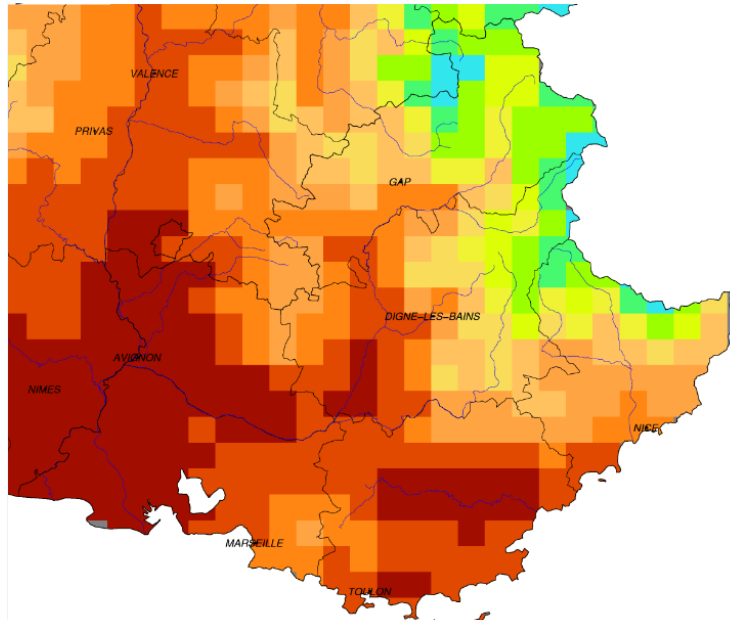 VALENCE
PRIVAS
GAP
DIGNE-LES-BAINS
AVIGNON
NIMES
NICE
MARSEILLE
TOULON